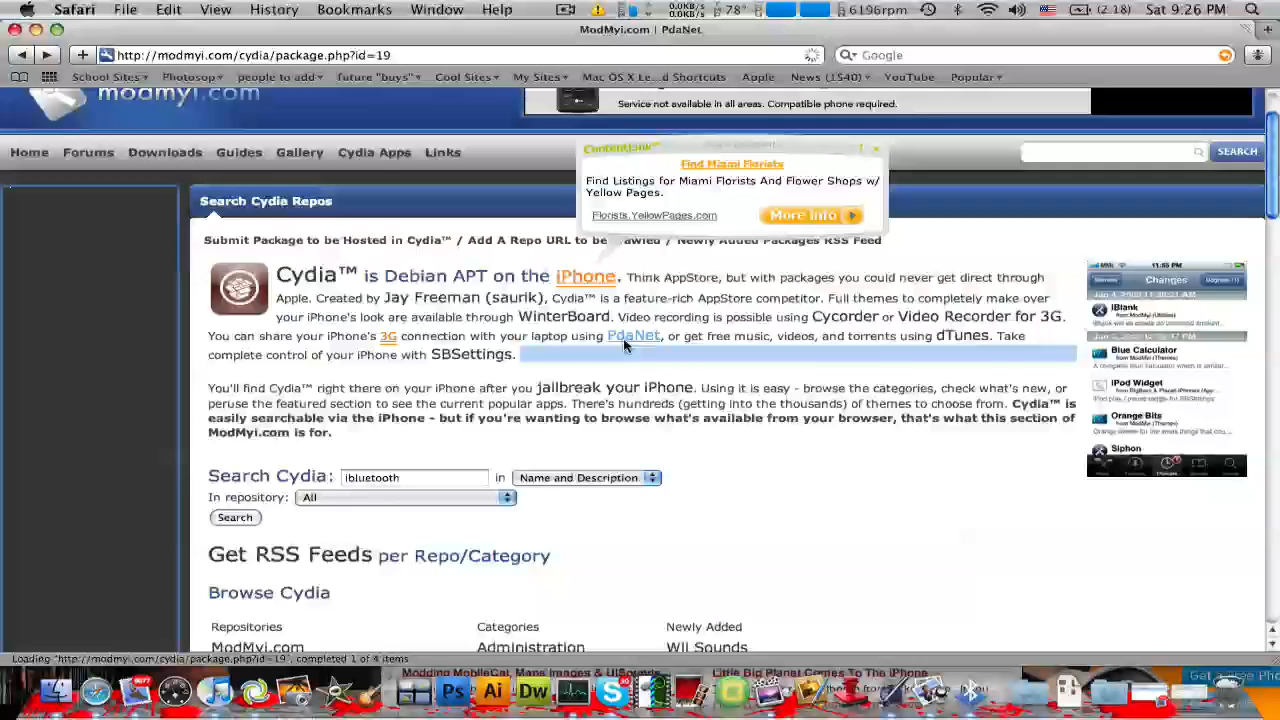 Safari File Edit View History Bookmarks Window Help 0.0KB/s 0.0KB/s 78° 6196rpm (2:18) Sat 9:26 PM
ModMyi.com | PdaNet
http://modmyi.com/cydia/package.php?id=19 Google
School Sites Photoshop people to add future "buys" Cool Sites My Sites Mac OS X Le...d Shortcuts Apple News (1540) YouTube Popular
modmyi.com
Service not available in all areas. Compatible phone required.
Home Forums Downloads Guides Gallery Cydia Apps Links SEARCH
ContentLink™
Find Miami Florists
Find Listings for Miami Florists And Flower Shops w/
Yellow Pages.
Florists.YellowPages.com More Info
Search Cydia Repos
Submit Package to be Hosted in Cydia™ / Add A Repo URL to be Crawled / Newly Added Packages RSS Feed
Cydia™ is Debian APT on the iPhone. Think AppStore, but with packages you could never get direct through
Apple. Created by Jay Freeman (saurik), Cydia™ is a feature-rich AppStore competitor. Full themes to completely make over
your iPhone's look are available through WinterBoard. Video recording is possible using Cycorder or Video Recorder for 3G.
You can share your iPhone's 3G connection with your laptop using PdaNet, or get free music, videos, and torrents using dTunes. Take
complete control of your iPhone with SBSettings.
You'll find Cydia™ right there on your iPhone after you jailbreak your iPhone. Using it is easy - browse the categories, check what's new, or
peruse the featured section to see the current popular apps. There's hundreds (getting into the thousands) of themes to choose from. Cydia™ is
easily searchable via the iPhone - but if you're wanting to browse what's available from your browser, that's what this section of
ModMyi.com is for.
11:55 PM
Changes
iBlank
from ModMyi (Utilities)
Blue Calculator
from ModMyi (Themes)
iPod Widget
Orange Bits
from ModMyi (Themes)
Siphon
Search Cydia: ibluetooth in Name and Description
In repository: All
Search
Get RSS Feeds per Repo/Category
Browse Cydia
Repositories Categories Newly Added
ModMyi.com Administration WII Sounds
Loading "http://modmyi.com/cydia/package.php?id=19", completed 1 of 4 items
Modding MobileCal, Maps Images & UISounds Little Big Planet Comes To The iPhone
Ps Ai Dw